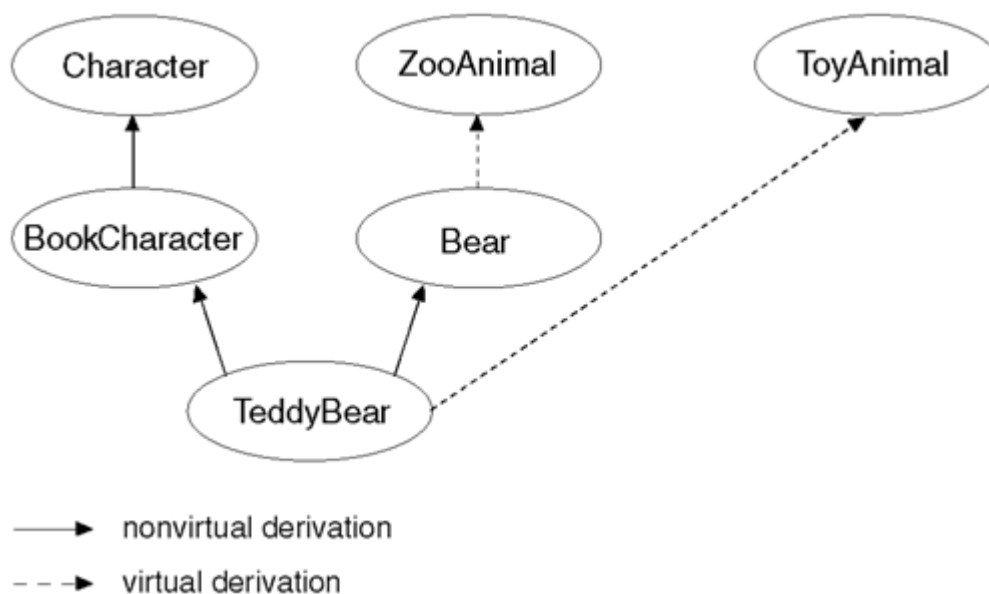 Character
ZooAnimal
ToyAnimal
BookCharacter
Bear
TeddyBear
nonvirtual derivation
virtual derivation